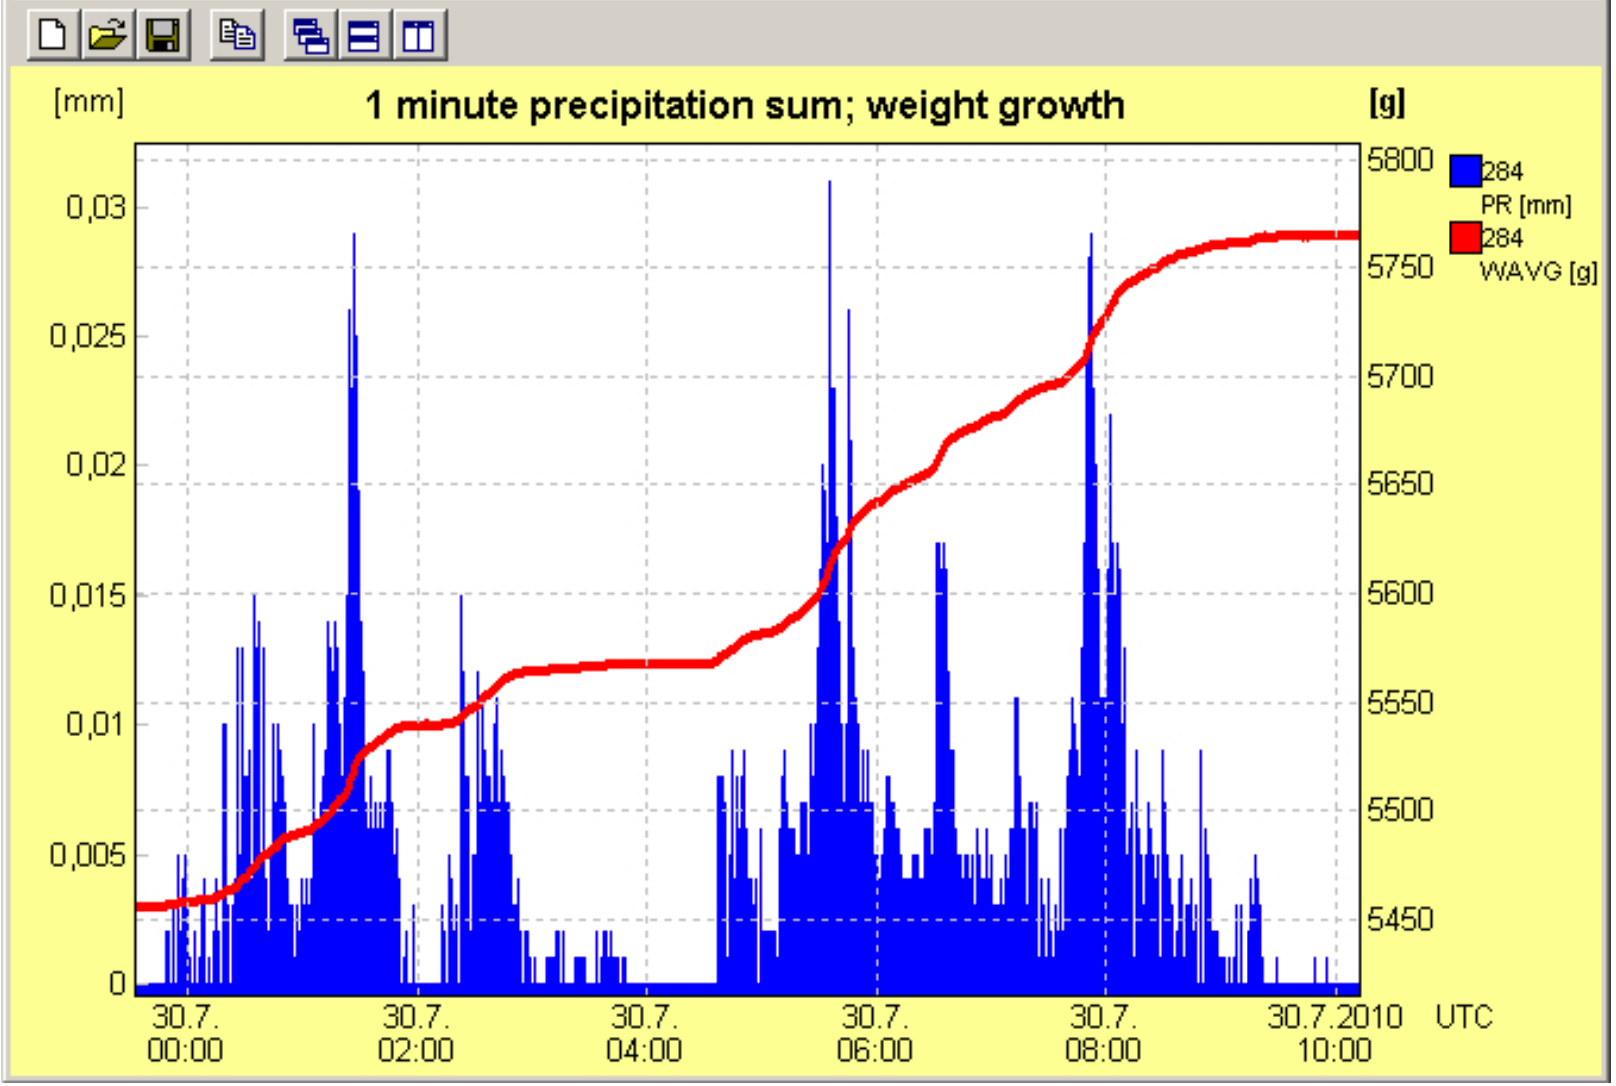 [mm]
1 minute precipitation sum; weight growth
[g]
0,03
0,025
0,02
0,015
0,01
0,005
0
5800
5750
5700
5650
5600
5550
5500
5450
284
PR [mm]
284
WAVG [g]
30.7. 30.7. 30.7. 30.7. 30.7. 30.7.2010 UTC
00:00 02:00 04:00 06:00 08:00 10:00